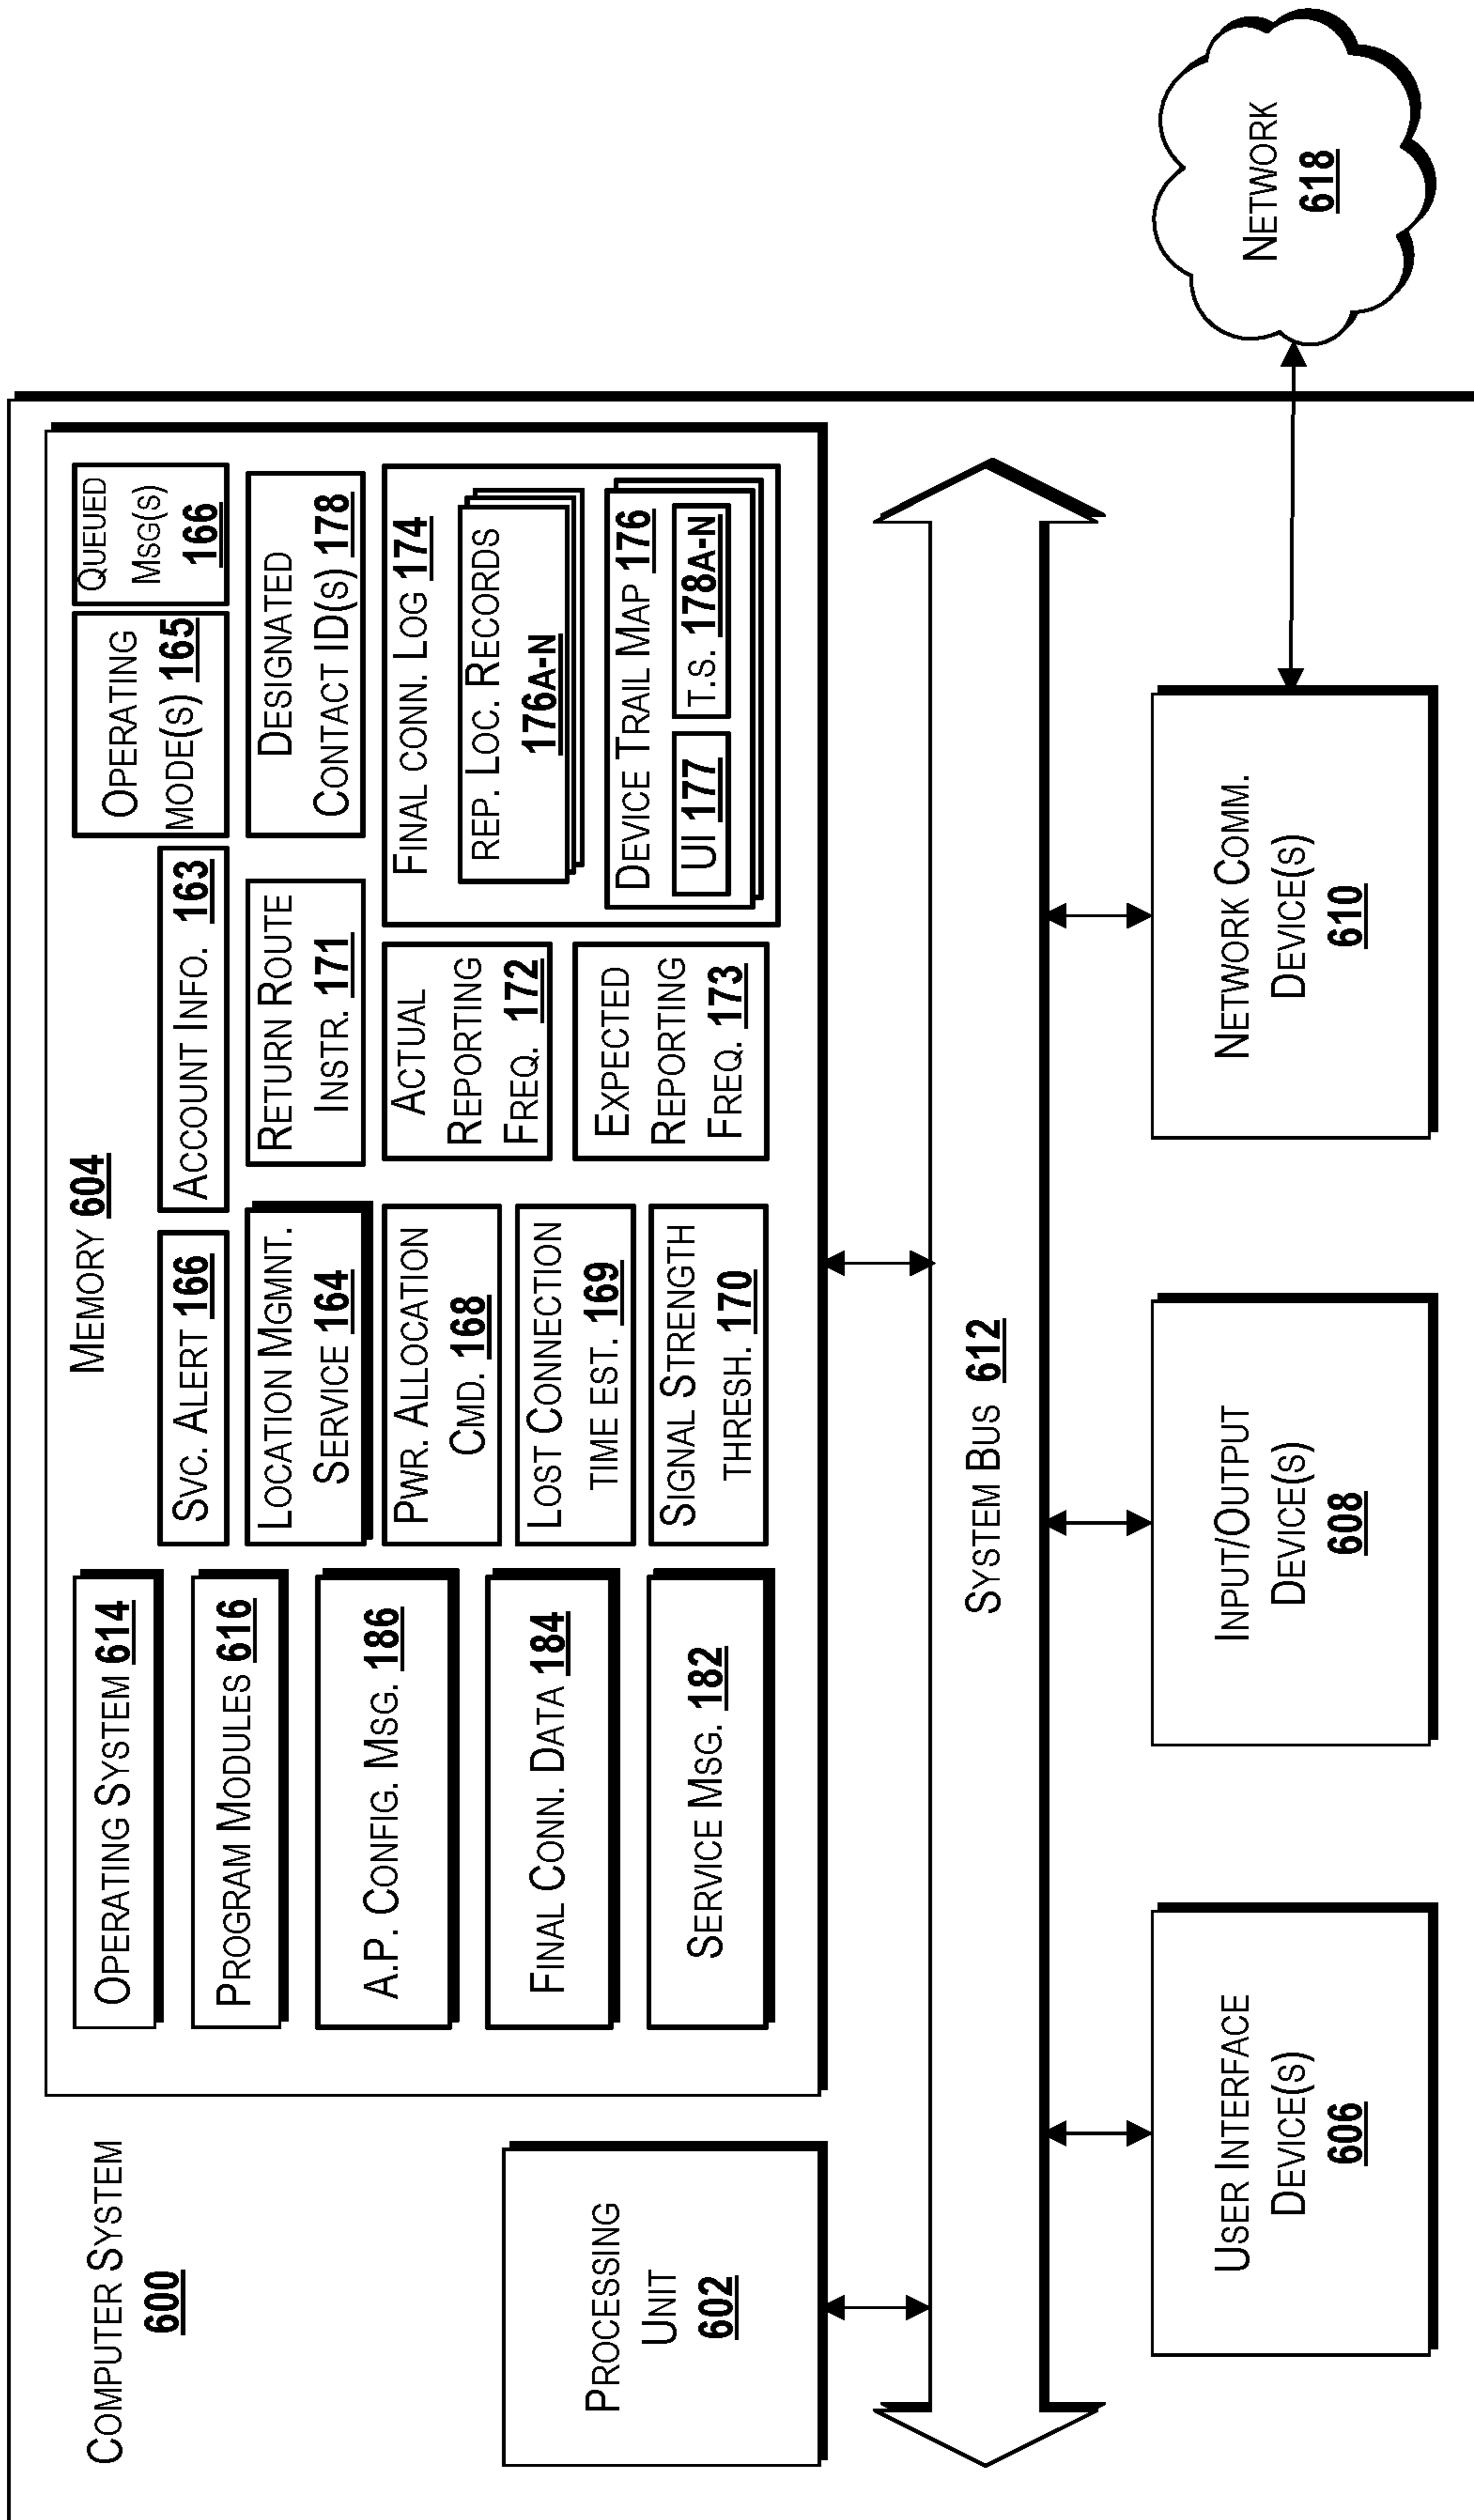 COMPUTER SYSTEM
600
PROCESSING
UNIT
602
MEMORY 604
OPERATING SYSTEM 614
PROGRAM MODULES 616
A.P. CONFIG. MSG. 186
FINAL CONN. DATA 184
SERVICE MSG. 182
SVC. ALERT 166
ACCOUNT INFO. 163
OPERATING
MODE(S) 165
QUEUED
MSG(S)
166
LOCATION MGMNT.
SERVICE 164
RETURN ROUTE
INSTR. 171
DESIGNATED
CONTACT ID(S) 178
PWR. ALLOCATION
CMD. 168
LOST CONNECTION
TIME EST. 169
SIGNAL STRENGTH
THRESH. 170
ACTUAL
REPORTING
FREQ. 172
EXPECTED
REPORTING
FREQ. 173
FINAL CONN. LOG 174
REP. LOC. RECORDS
176A-N
DEVICE TRAIL MAP 176
UI 177
T.S. 178A-N
SYSTEM BUS 612
USER INTERFACE
DEVICE(S)
606
INPUT/OUTPUT
DEVICE(S)
608
NETWORK COMM.
DEVICE(S)
610
NETWORK
618